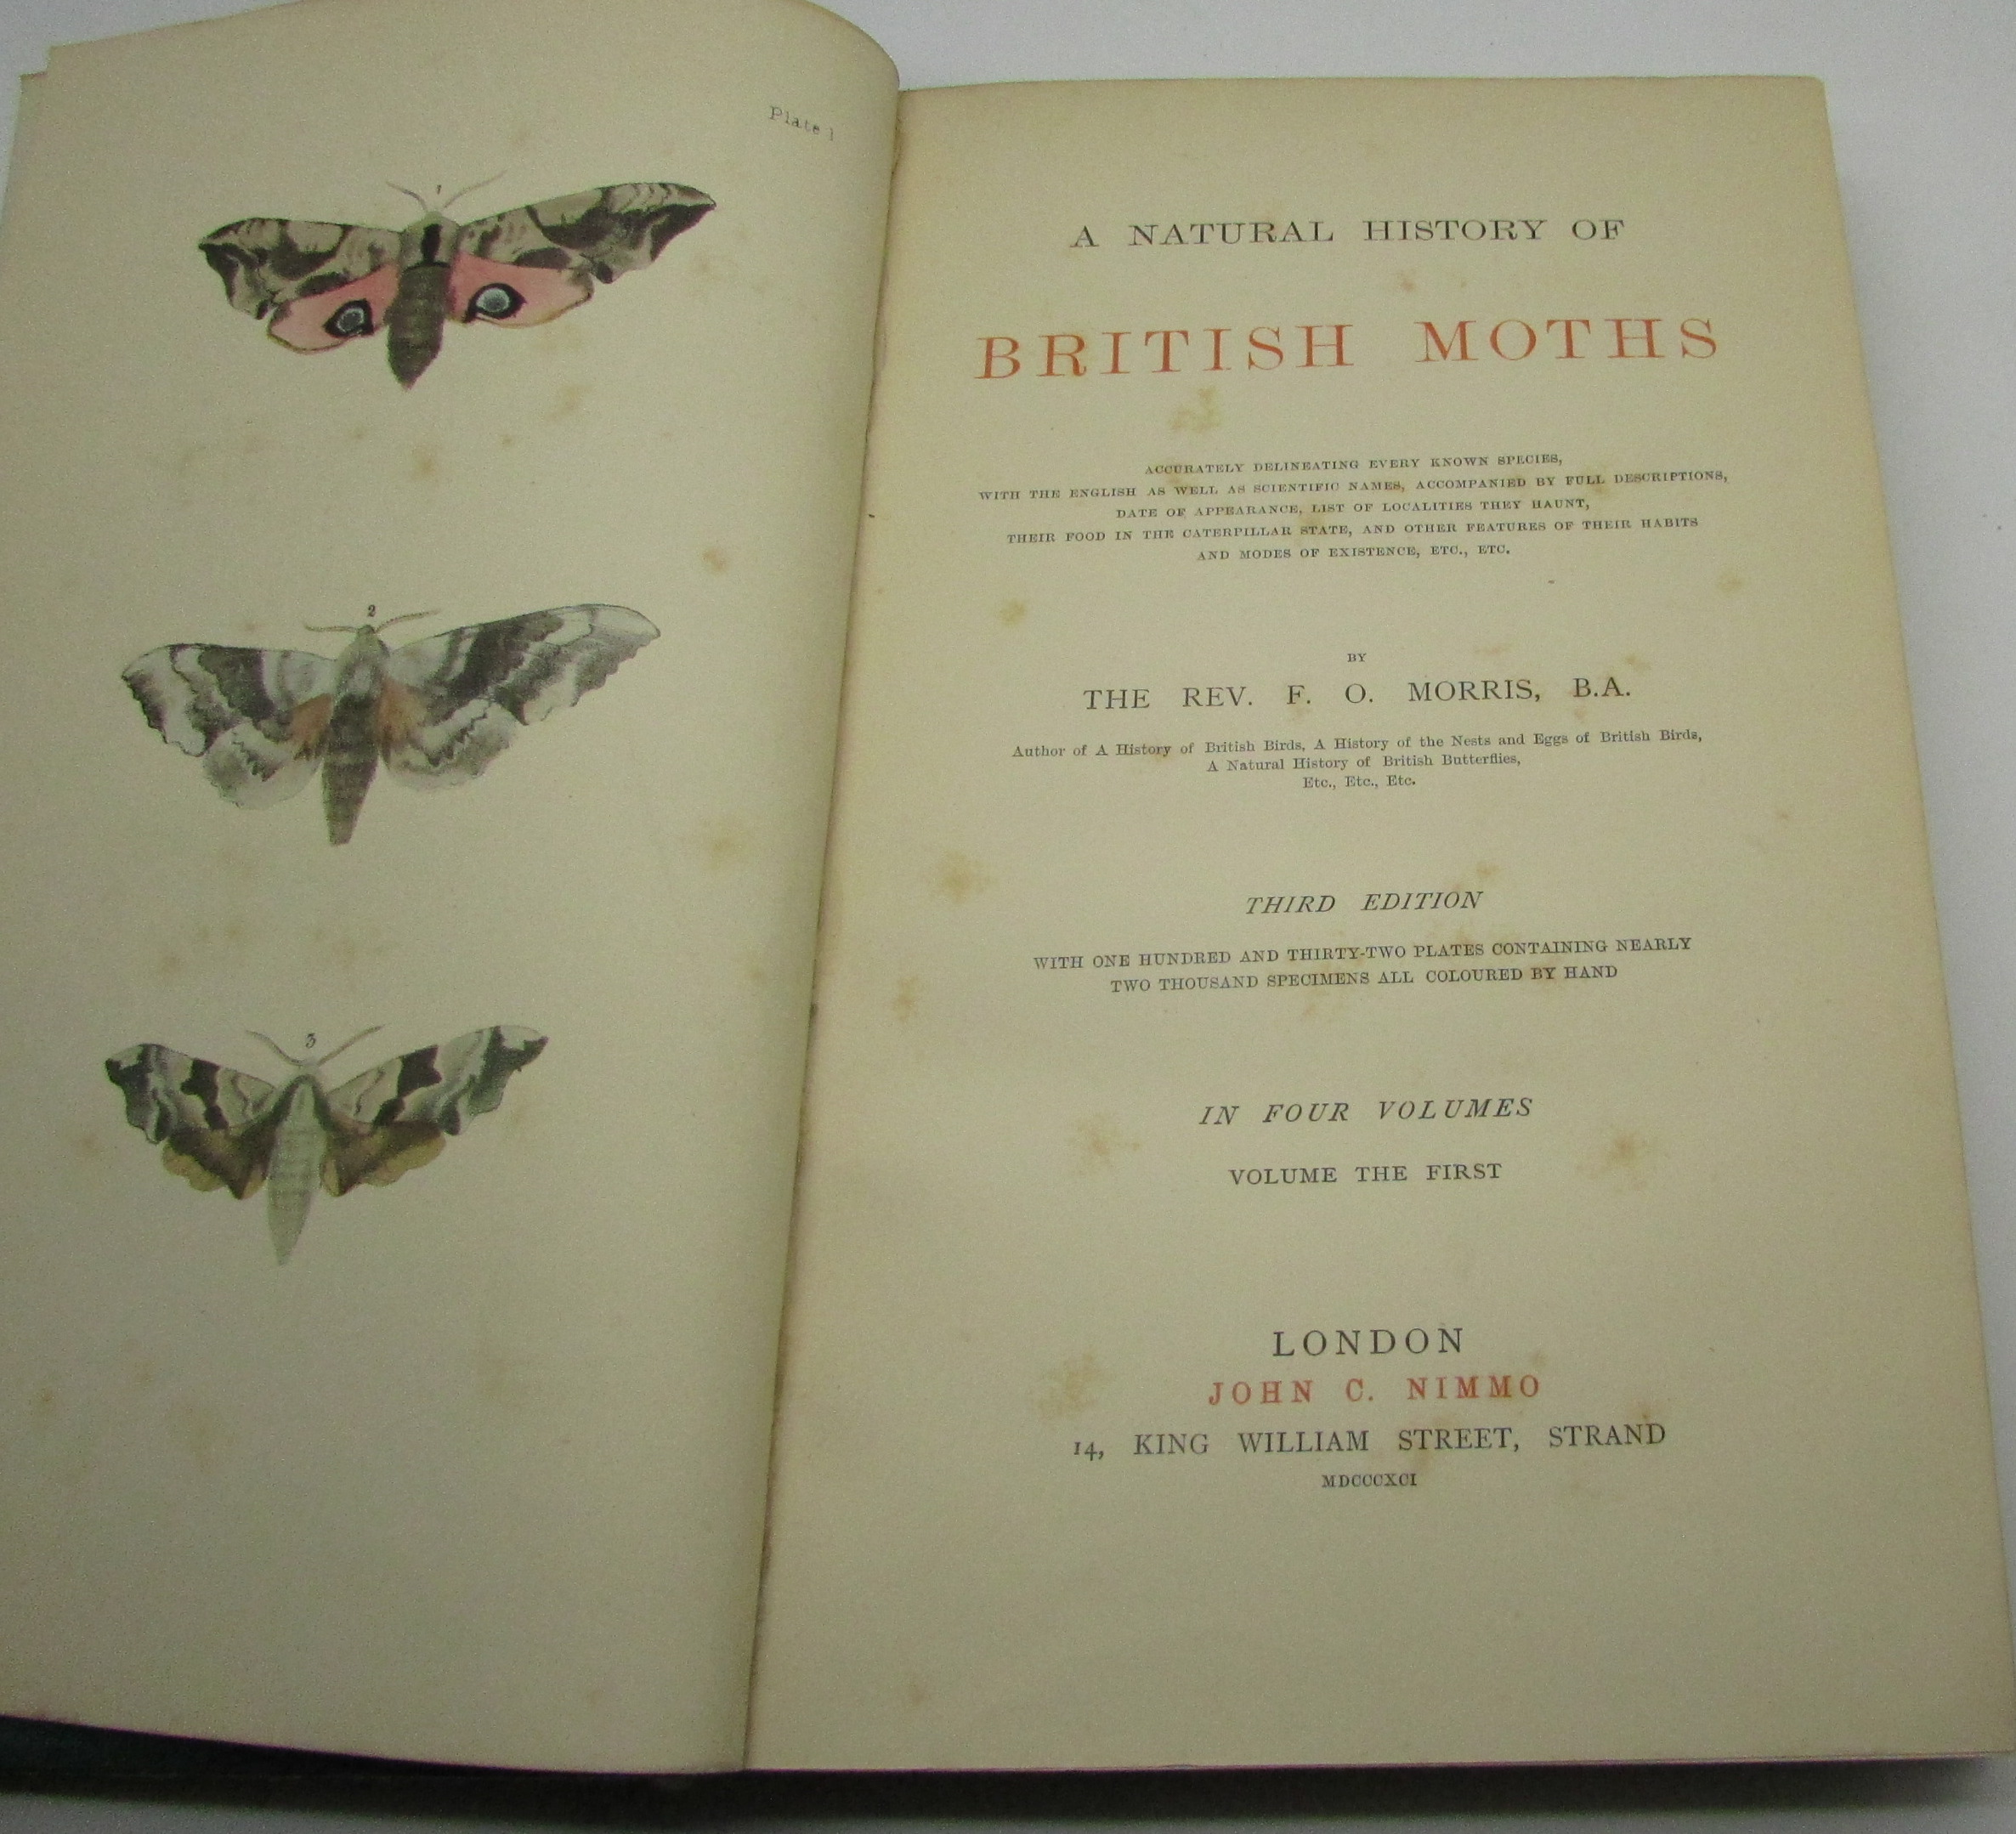 Plate 1
1
2
3
A NATURAL HISTORY OF
BRITISH MOTHS
ACCURATELY DELINEATING EVERY KNOWN SPECIES,
WITH THE ENGLISH AS WELL AS SCIENTIFIC NAMES, ACCOMPANIED BY FULL DESCRIPTIONS,
DATE OF APPEARANCE, LIST OF LOCALITIES THEY HAUNT,
THEIR FOOD IN THE CATERPILLAR STATE, AND OTHER FEATURES OF THEIR HABITS
AND MODES OF EXISTENCE, ETC., ETC.
BY
THE REV. F. O. MORRIS, B.A.
Author of A History of British Birds, A History of the Nests and Eggs of British Birds,
A Natural History of British Butterflies,
Etc., Etc., Etc.
THIRD EDITION
WITH ONE HUNDRED AND THIRTY-TWO PLATES CONTAINING NEARLY
TWO THOUSAND SPECIMENS ALL COLOURED BY HAND
IN FOUR VOLUMES
VOLUME THE FIRST
LONDON
JOHN C. NIMMO
14, KING WILLIAM STREET, STRAND
MDCCCXCI